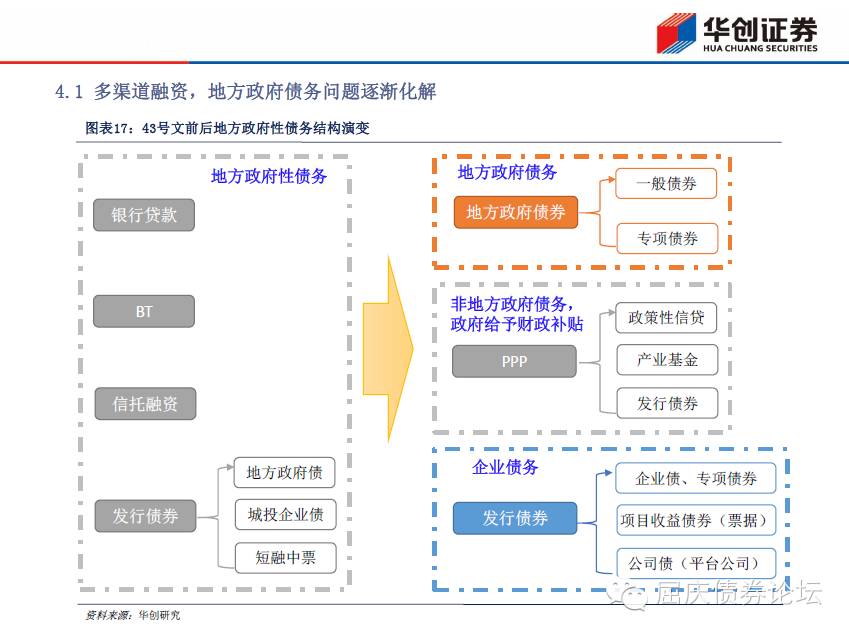 华创证券
HUA CHUANG SECURITIES
4.1 多渠道融资，地方政府债务问题逐渐化解
图表17：43号文前后地方政府性债务结构演变
地方政府性债务
银行贷款
BT
信托融资
发行债券
地方政府债
城投企业债
短融中票
地方政府债务
地方政府债券
一般债券
专项债券
非地方政府债务，
政府给予财政补贴
PPP
政策性信贷
产业基金
发行债券
企业债务
发行债券
企业债、专项债券
项目收益债券（票据）
公司债（平台公司）
屈庆债券论坛
资料来源：华创研究